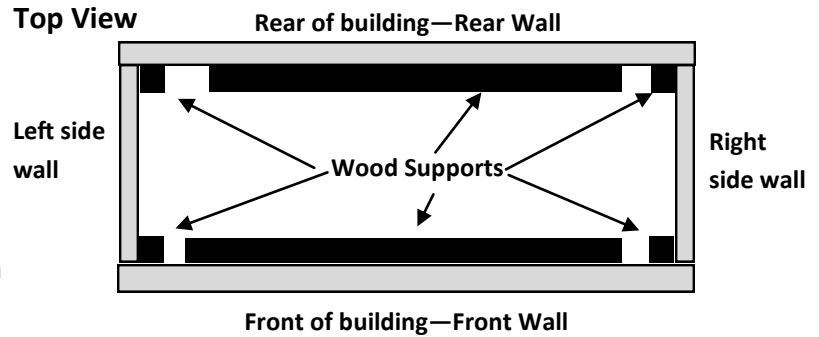 Top View
Rear of building—Rear Wall
Left side
wall
Wood Supports
Right
side wall
Front of building—Front Wall